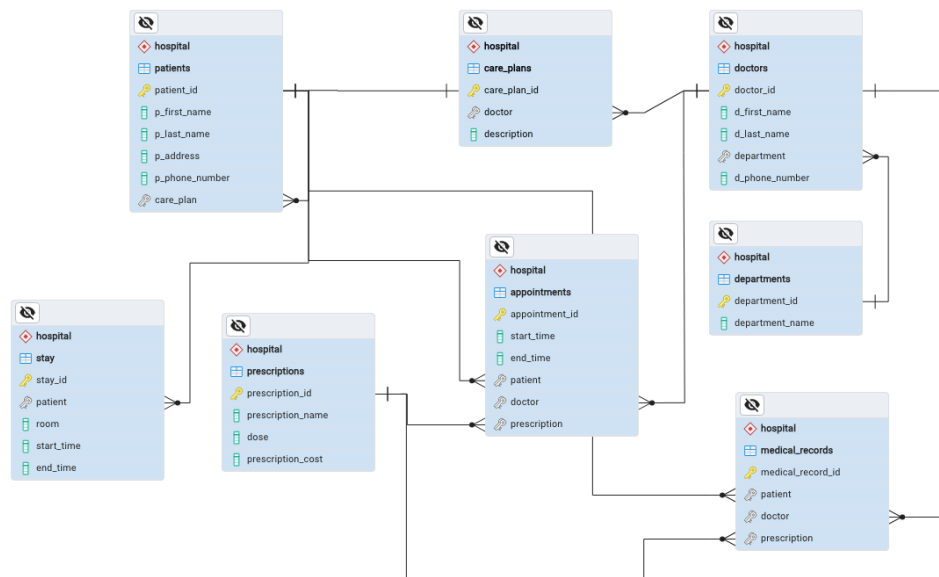 hospital
patients
patient_id
p_first_name
p_last_name
p_address
p_phone_number
care_plan
hospital
care_plans
care_plan_id
doctor
description
hospital
doctors
doctor_id
d_first_name
d_last_name
department
d_phone_number
hospital
departments
department_id
department_name
hospital
appointments
appointment_id
start_time
end_time
patient
doctor
prescription
hospital
stay
stay_id
patient
room
start_time
end_time
hospital
prescriptions
prescription_id
prescription_name
dose
prescription_cost
hospital
medical_records
medical_record_id
patient
doctor
prescription